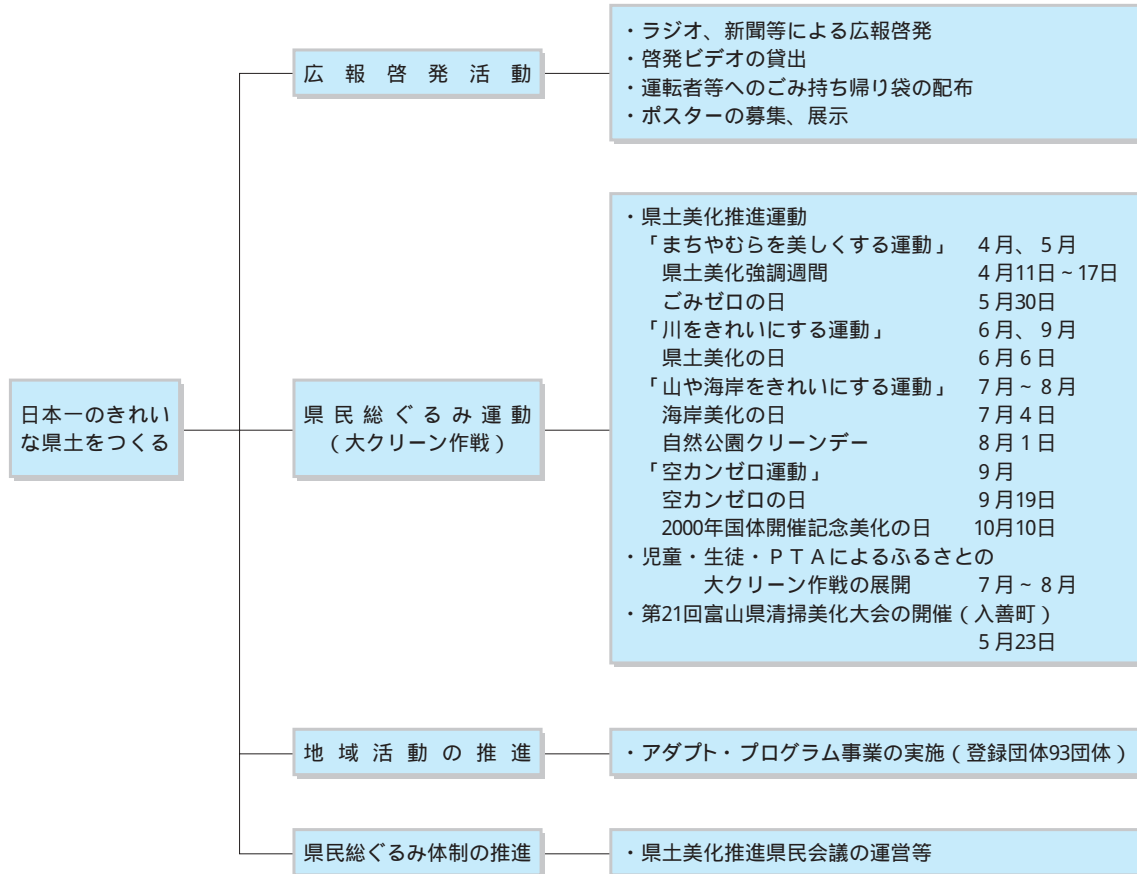 広報啓発活動
・ラジオ、新聞等による広報啓発
・啓発ビデオの貸出
・運転者等へのごみ持ち帰り袋の配布
・ポスターの募集、展示
日本一のきれい
な県土をつくる
県民総ぐるみ運動
(大クリーン作戦)
・県土美化推進運動
「まちやむらを美しくする運動」 4月、5月
県土美化強調週間 4月11日~17日
ごみゼロの日 5月30日
「川をきれいにする運動」 6月、9月
県土美化の日 6月6日
「山や海岸をきれいにする運動」 7月~8月
海岸美化の日 7月4日
自然公園クリーンデー 8月1日
「空カンゼロ運動」 9月
空カンゼロの日 9月19日
2000年国体開催記念美化の日 10月10日
・児童・生徒・PTAによるふるさとの
大クリーン作戦の展開 7月~8月
・第21回富山県清掃美化大会の開催(入善町)
5月23日
地域活動の推進
・アダプト・プログラム事業の実施(登録団体93団体)
県民総ぐるみ体制の推進
・県土美化推進県民会議の運営等